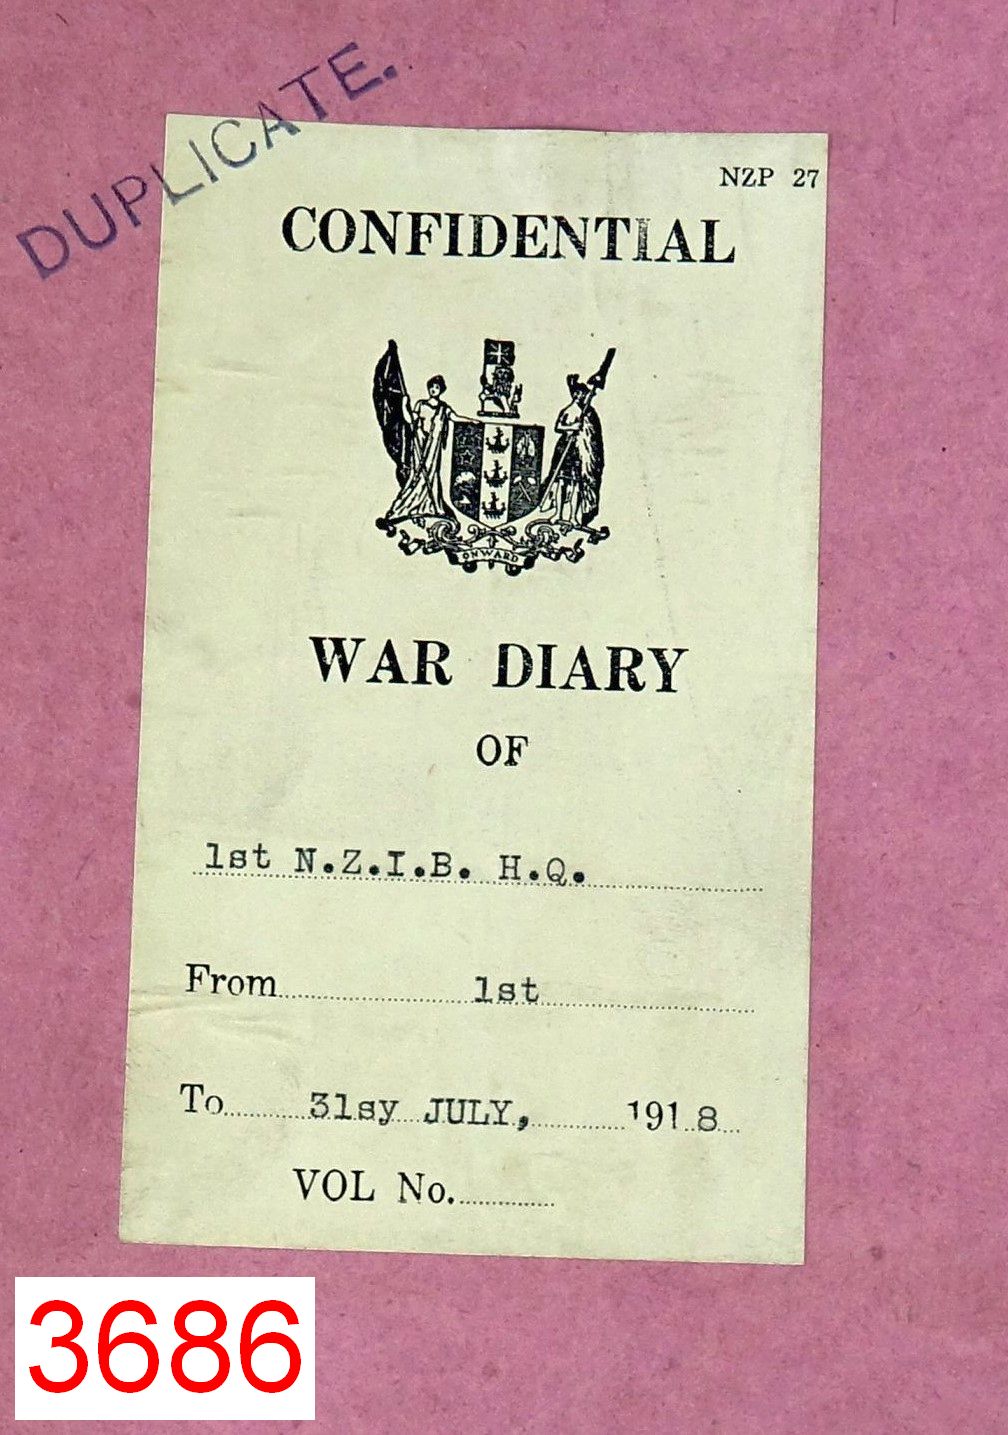 DUPLICATE.
NZP 27
CONFIDENTIAL
ONWARD
WAR DIARY
OF
1st N.Z.I.B. H.Q.
From 1st
To 31sy JULY, 1918
VOL No.
3686